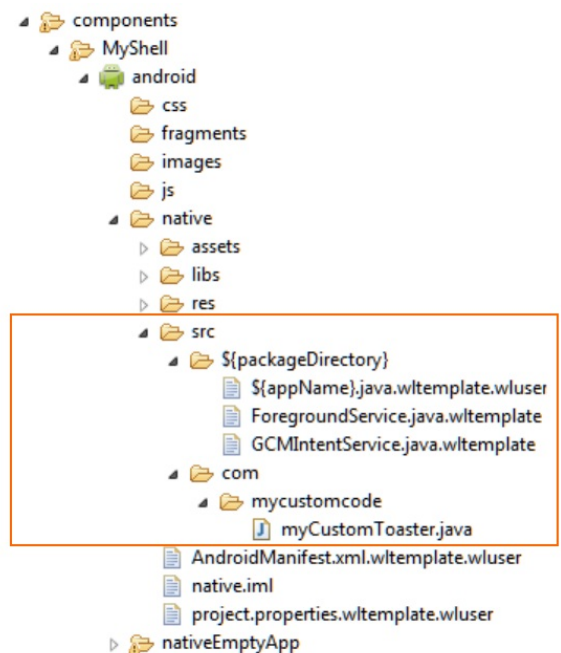 components
MyShell
android
css
fragments
images
js
native
assets
libs
res
src
${packageDirectory}
${appName}.java.wltemplate.wluser
ForegroundService.java.wltemplate
GCMIntentService.java.wltemplate
com
mycustomcode
myCustomToaster.java
AndroidManifest.xml.wltemplate.wluser
native.iml
project.properties.wltemplate.wluser
nativeEmptyApp